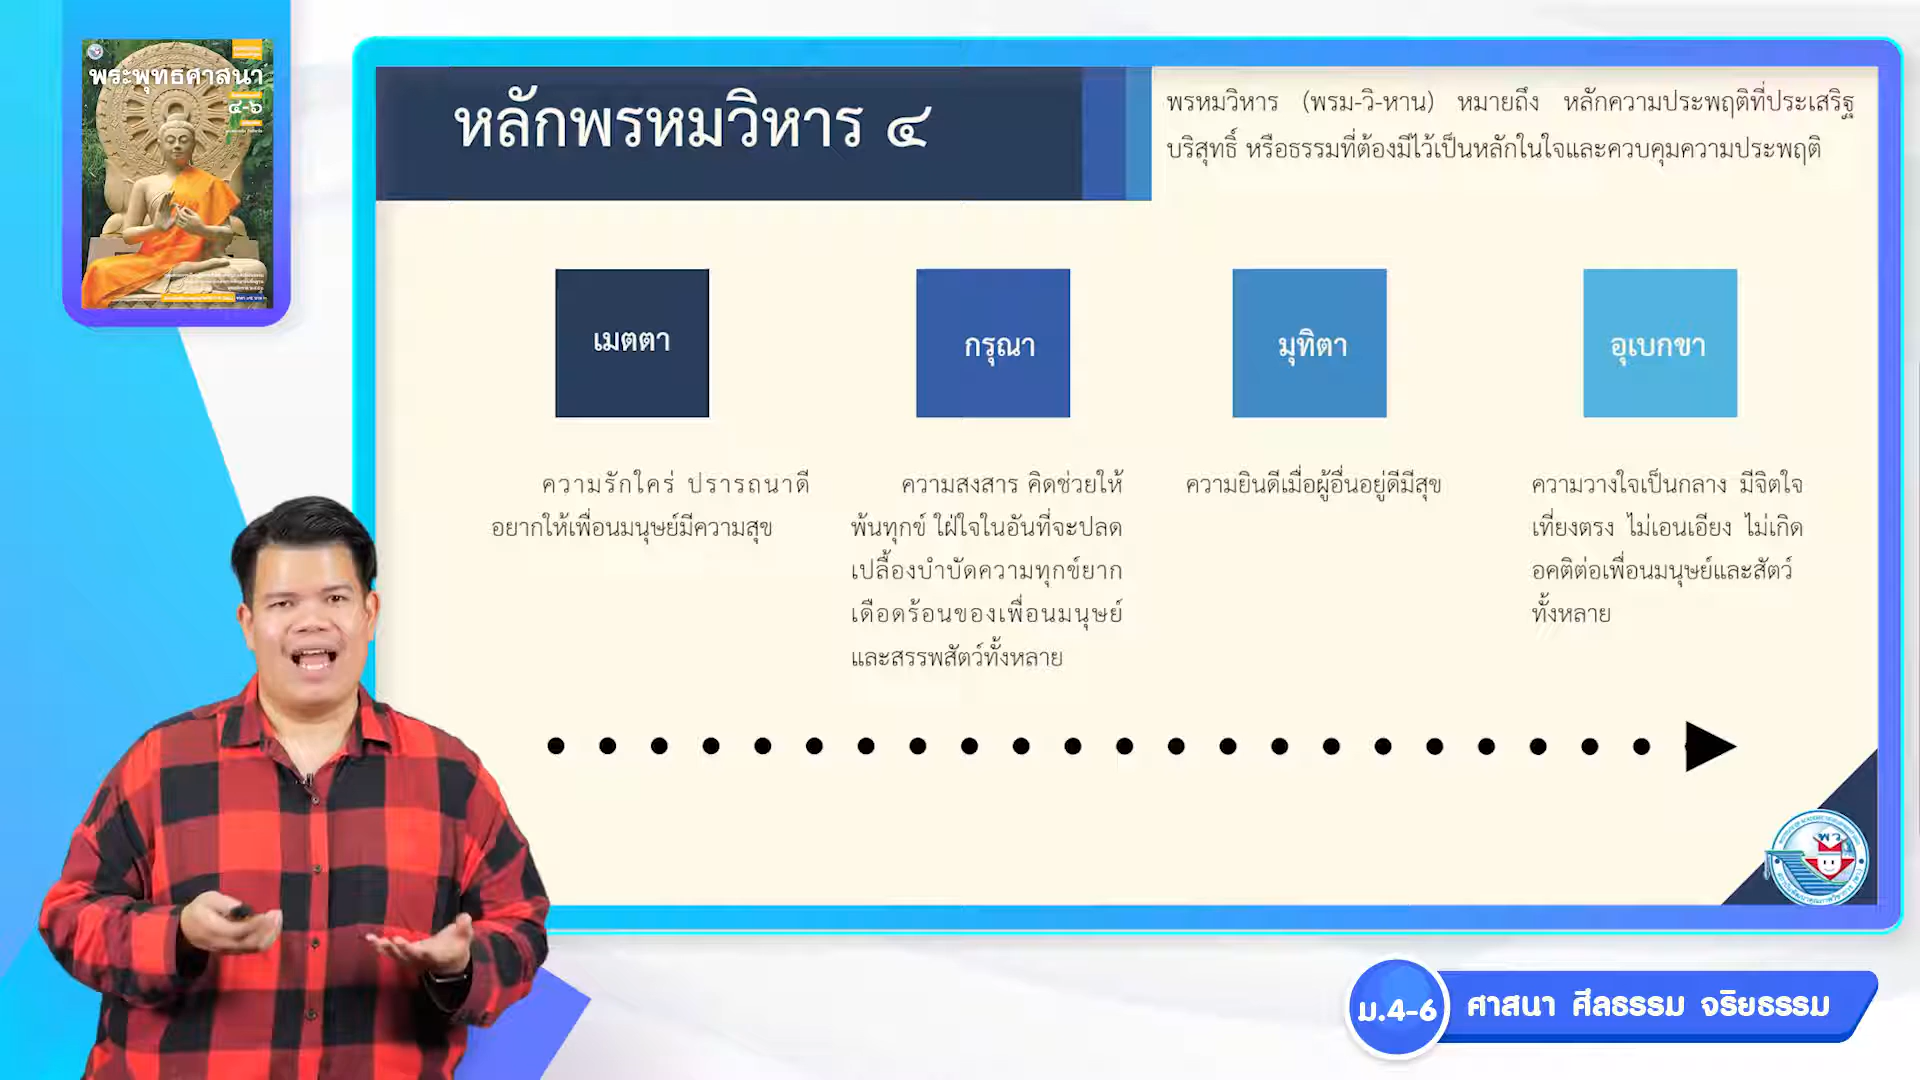 พระพุทธศาสนา
๔-๖
หลักพรหมวิหาร ๔
พรหมวิหาร (พรม-วิ-หาน) หมายถึง หลักความประพฤติที่ประเสริฐ
บริสุทธิ์ หรือธรรมที่ต้องมีไว้เป็นหลักในใจและควบคุมความประพฤติ
เมตตา
ความรักใคร่ ปรารถนาดี
อยากให้เพื่อนมนุษย์มีความสุข
กรุณา
ความสงสาร คิดช่วยให้
พ้นทุกข์ ใฝ่ใจในอันที่จะปลด
เปลื้องบำบัดความทุกข์ยาก
เดือดร้อนของเพื่อนมนุษย์
และสรรพสัตว์ทั้งหลาย
มุทิตา
ความยินดีเมื่อผู้อื่นอยู่ดีมีสุข
อุเบกขา
ความวางใจเป็นกลาง มีจิตใจ
เที่ยงตรง ไม่เอนเอียง ไม่เกิด
อคติต่อเพื่อนมนุษย์และสัตว์
ทั้งหลาย
พว
ม.4-6
ศาสนา ศีลธรรม จริยธรรม